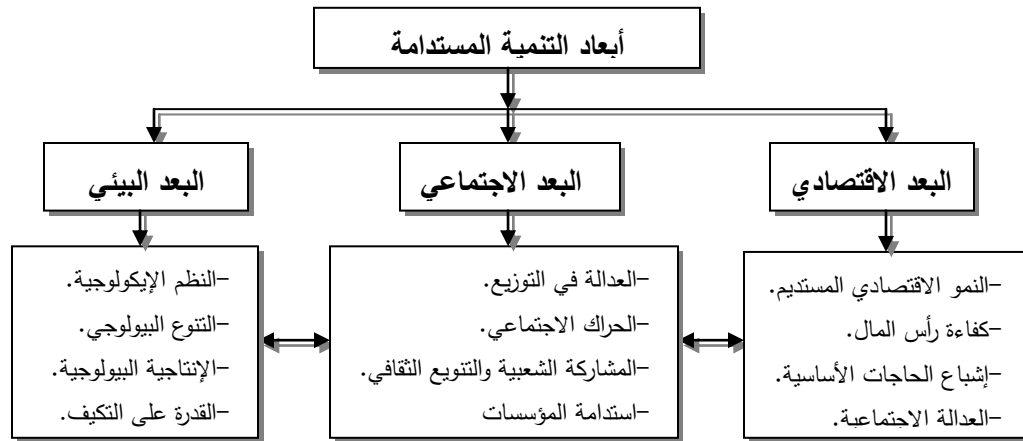 أبعاد التنمية المستدامة
البعد الاقتصادي
البعد الاجتماعي
البعد البيئي
-النمو الاقتصادي المستديم.
-كفاءة رأس المال.
-إشباع الحاجات الأساسية.
-العدالة الاجتماعية.
-العدالة في التوزيع.
-الحراك الاجتماعي.
-المشاركة الشعبية والتنويع الثقافي.
-استدامة المؤسسات
-النظم الإيكولوجية.
-التنوع البيولوجي.
-الإنتاجية البيولوجية.
-القدرة على التكيف.